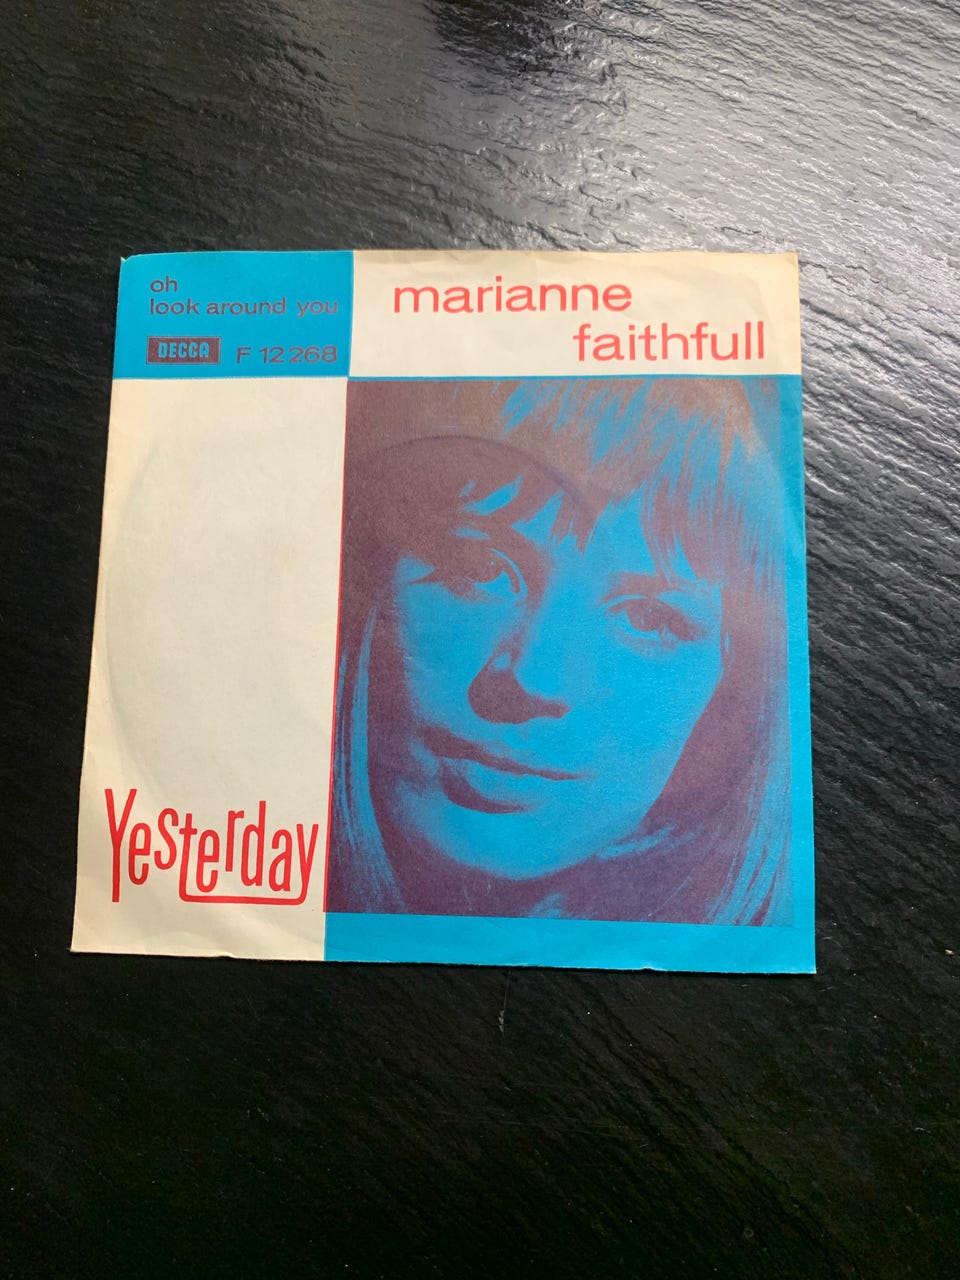 oh
look around you
DECCA F 12 268
marianne
faithfull
Yesterday